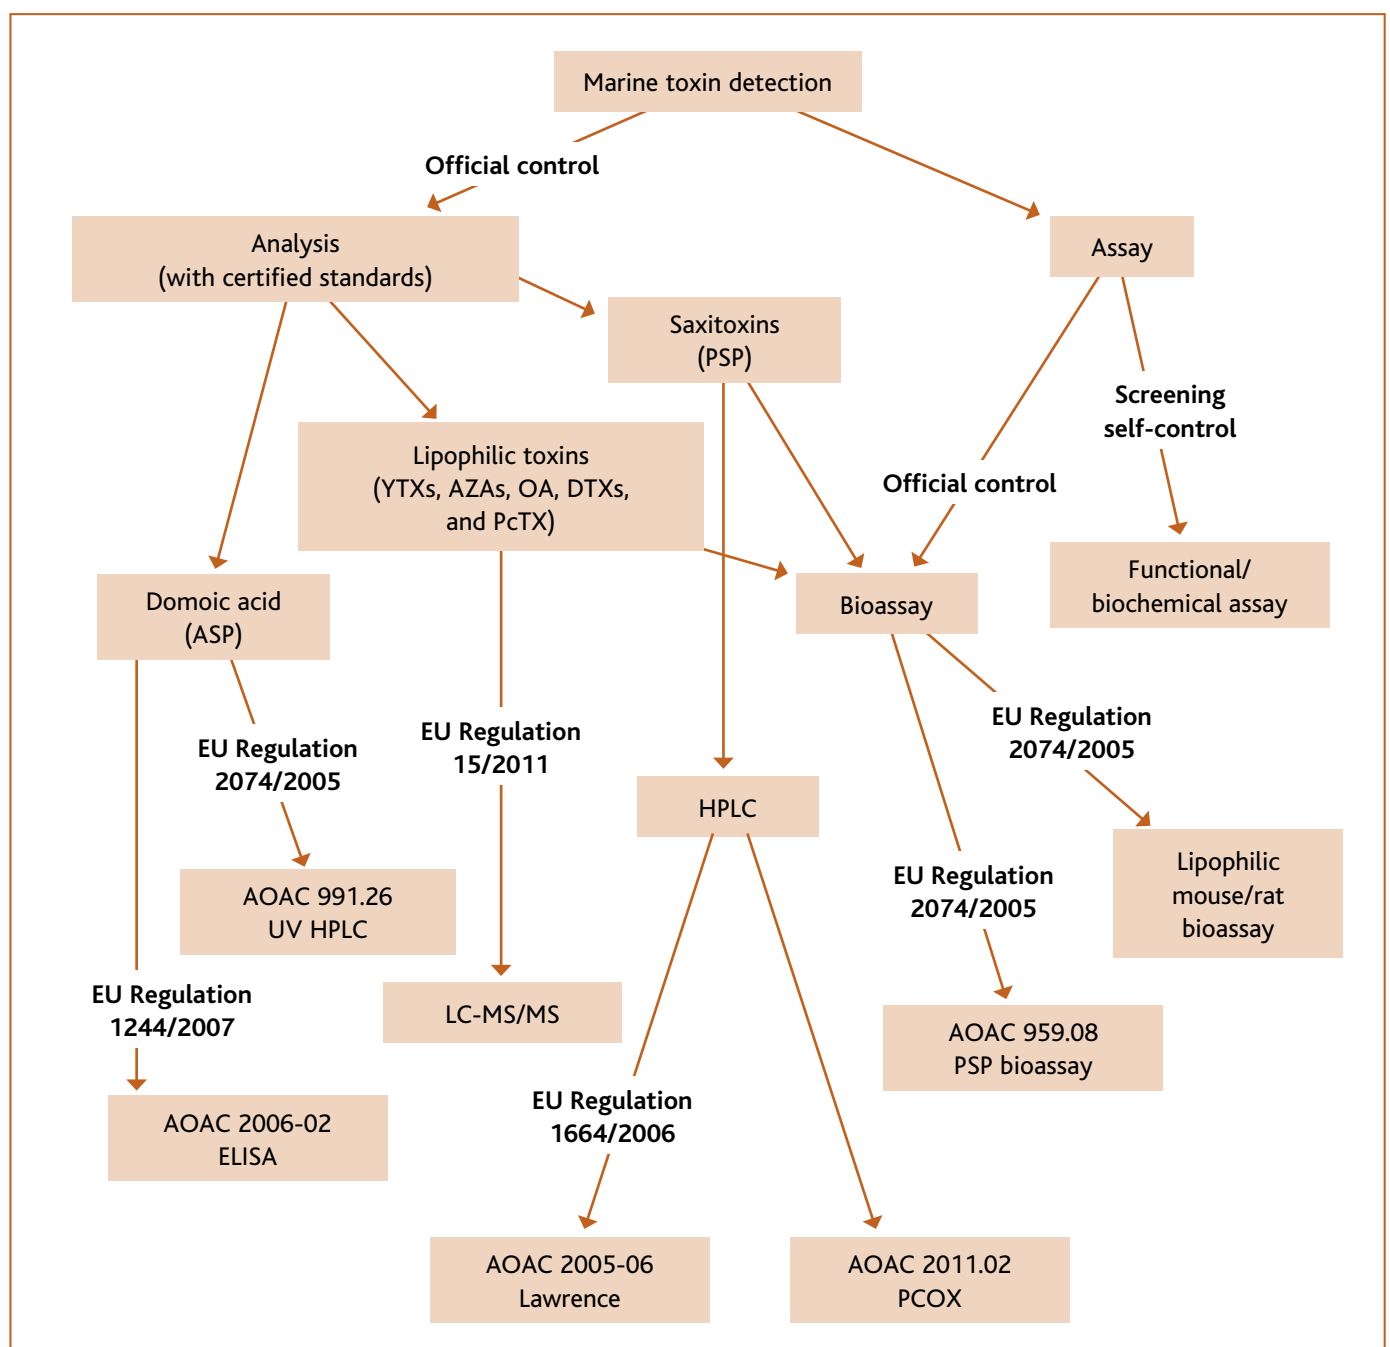 Marine toxin detection
Official control
Analysis
(with certified standards)
Assay
Saxitoxins
(PSP)
Screening
self-control
Lipophilic toxins
(YTXs, AZAs, OA, DTXs,
and PcTX)
Official control
Functional/
biochemical assay
Domoic acid
(ASP)
Bioassay
EU Regulation
2074/2005
EU Regulation
15/2011
EU Regulation
2074/2005
HPLC
Lipophilic
mouse/rat
bioassay
EU Regulation
2074/2005
AOAC 991.26
UV HPLC
EU Regulation
1244/2007
LC-MS/MS
AOAC 959.08
PSP bioassay
EU Regulation
1664/2006
AOAC 2006-02
ELISA
AOAC 2005-06
Lawrence
AOAC 2011.02
PCOX